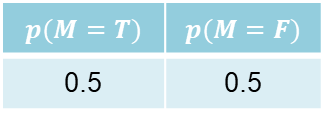 p(M = T) p(M = F)
0.5 0.5